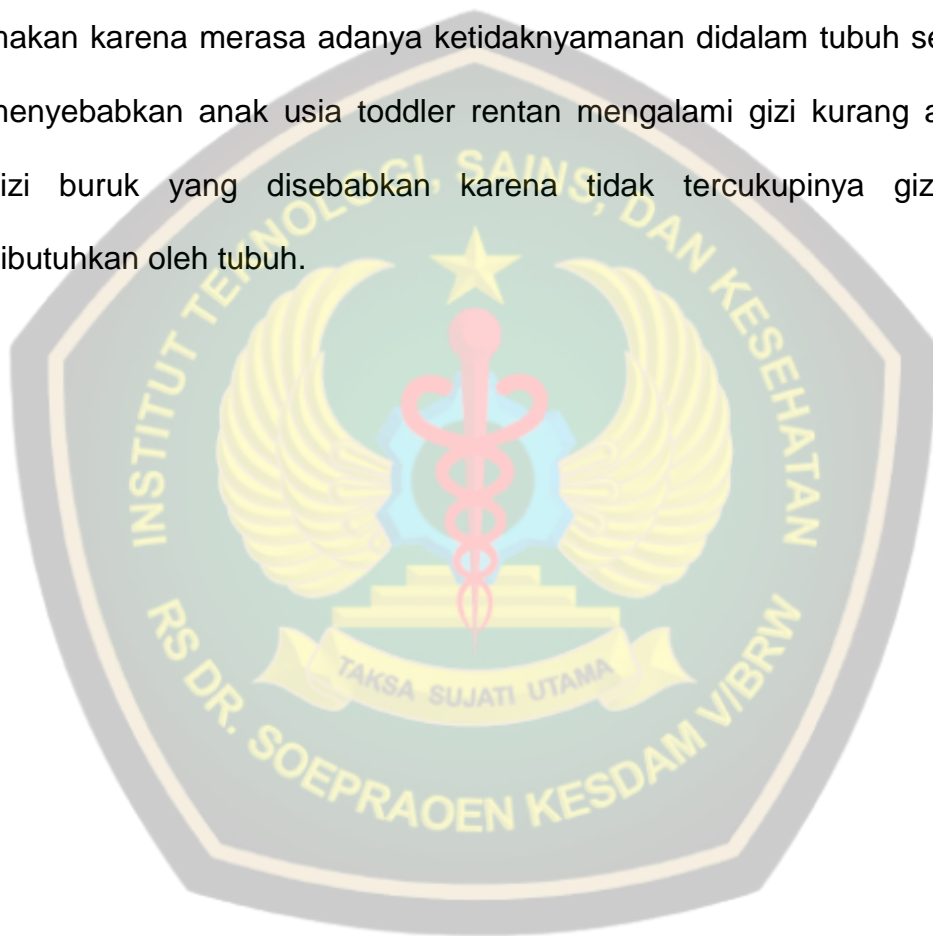 makan karena merasa adanya ketidaknyamanan didalam tubuh se
menyebabkan anak usia toddler rentan mengalami gizi kurang a
izi buruk yang disebabkan karena tidak tercukupinya giz
ibutuhkan oleh tubuh.
INSTITUT TEKNOLOGI, SAINS, DAN KESEHATAN
TAKSA SUJATI UTAMA
RS DR. SOEPRAOEN KESDAM V/BRW